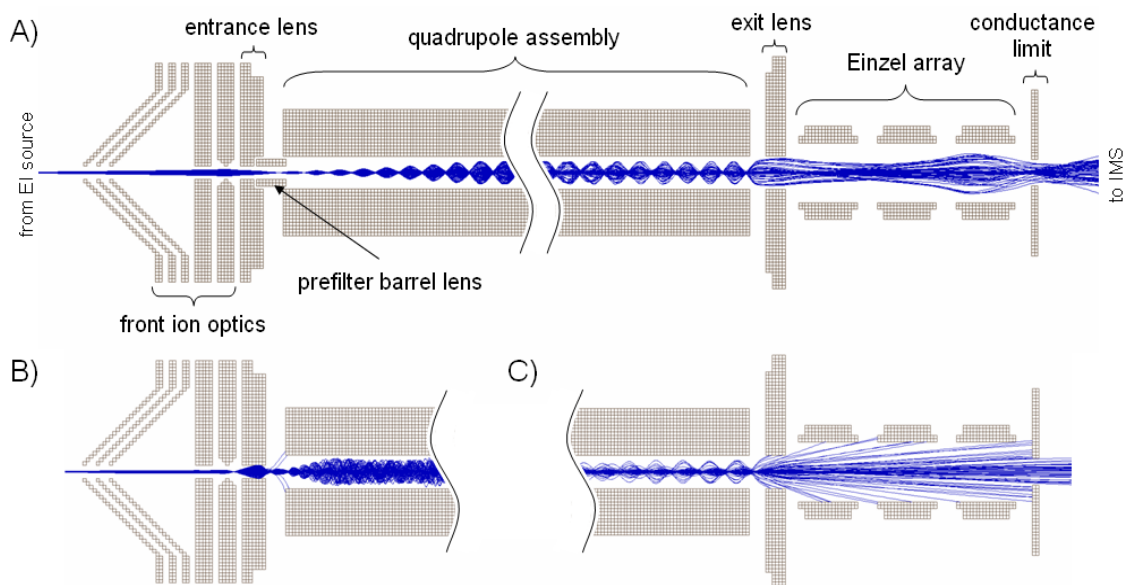 A)
entrance lens
quadrupole assembly
exit lens
conductance
limit
Einzel array
from EI source
to IMS
prefilter barrel lens
front ion optics
B)
C)